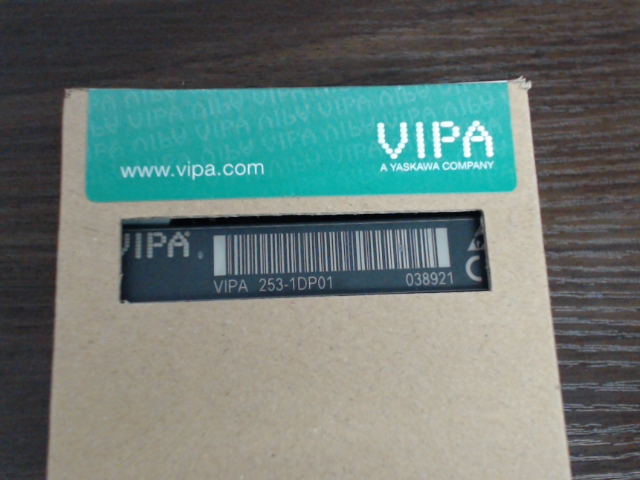 VIPA
www.vipa.com
A YASKAWA COMPANY
VIPA
VIPA 253-1DP01 038921